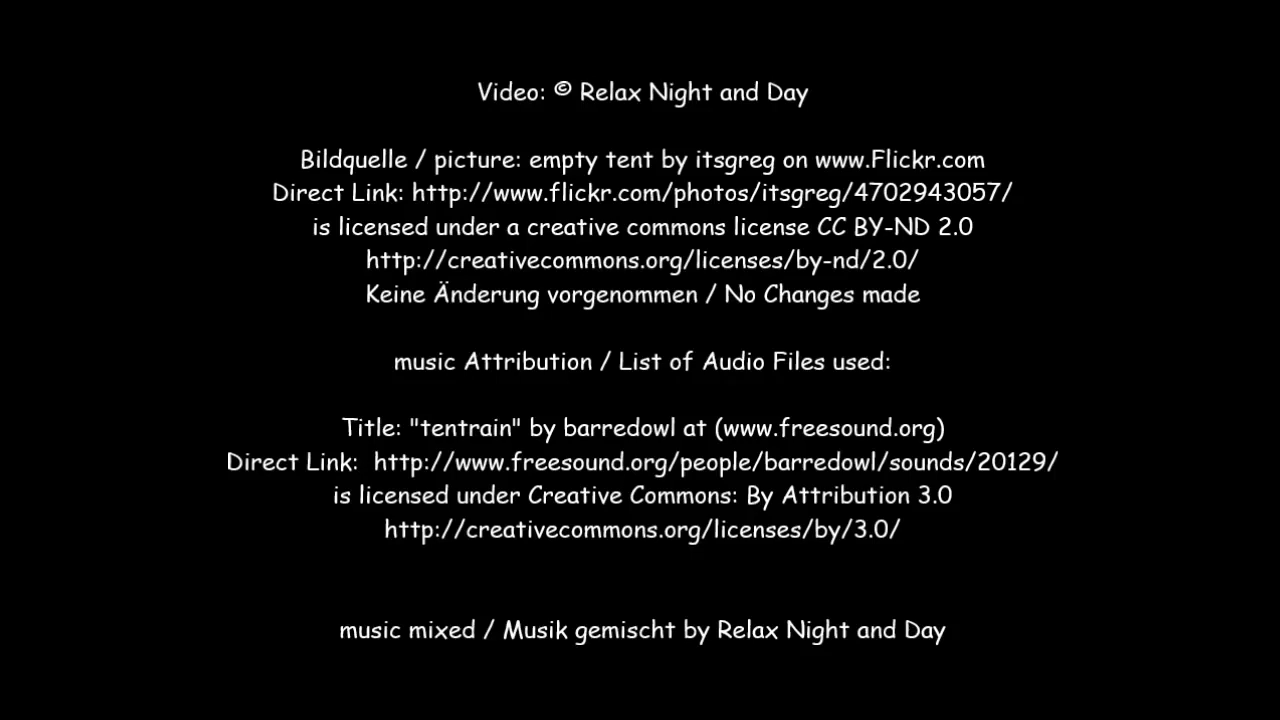 Video: © Relax Night and Day
Bildquelle / picture: empty tent by itsgreg on www.Flickr.com
Direct Link: http://www.flickr.com/photos/itsgreg/4702943057/
is licensed under a creative commons license CC BY-ND 2.0
http://creativecommons.org/licenses/by-nd/2.0/
Keine Änderung vorgenommen / No Changes made
music Attribution / List of Audio Files used:
Title: "tentrain" by barredowl at (www.freesound.org)
Direct Link:  http://www.freesound.org/people/barredowl/sounds/20129/
is licensed under Creative Commons: By Attribution 3.0
http://creativecommons.org/licenses/by/3.0/
music mixed / Musik gemischt by Relax Night and Day